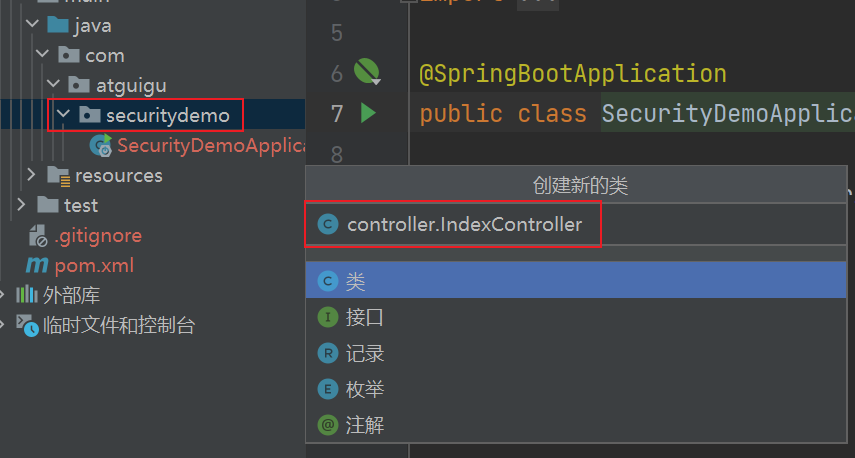 main
java
com
atguigu
securitydemo
SecurityDemoApplica
resources
test
.gitignore
pom.xml
外部库
临时文件和控制台
import ...
5
6 @SpringBootApplication
7 public class SecurityDemoApplica
8
创建新的类
controller.IndexController
类
接口
记录
枚举
注解